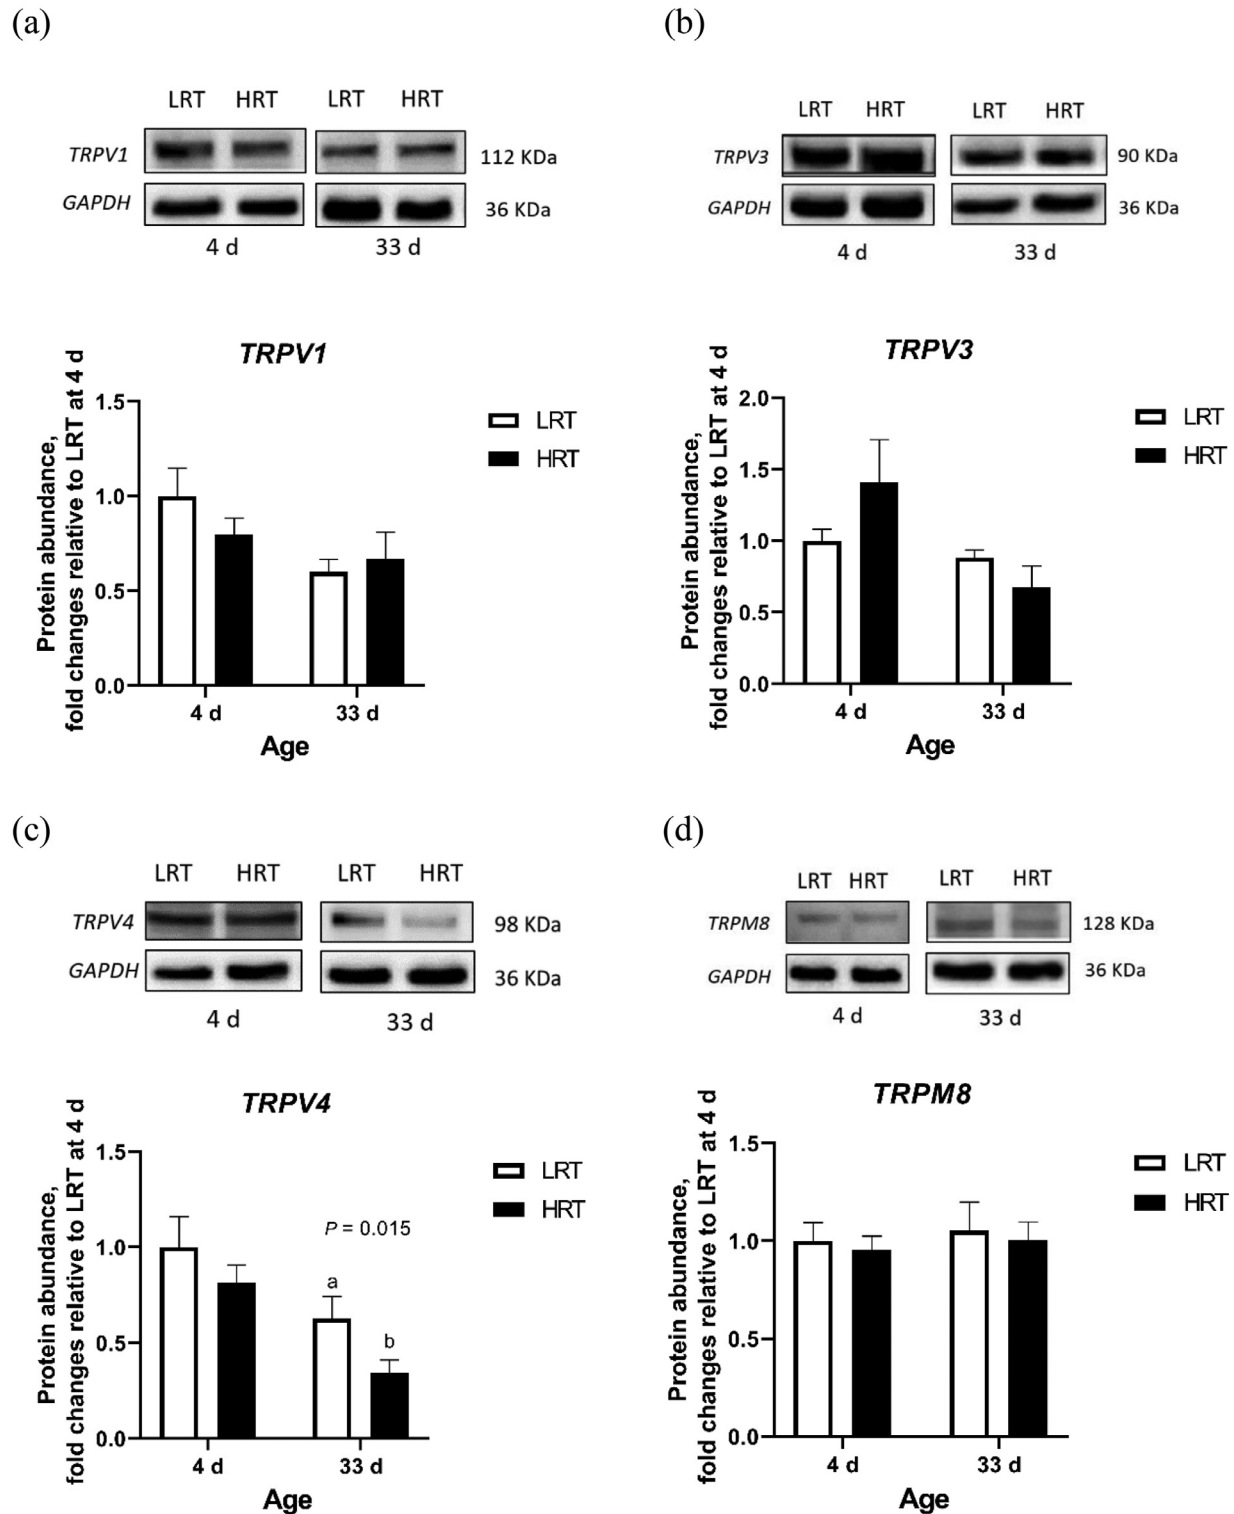 (a)
LRT HRT LRT HRT
TRPV1 112 KDa
GAPDH 36 KDa
4 d 33 d
TRPV1
Protein abundance,
fold changes relative to LRT at 4 d
1.5
1.0
0.5
0.0
4 d 33 d
Age
LRT
HRT
(b)
LRT HRT LRT HRT
TRPV3 90 KDa
GAPDH 36 KDa
4 d 33 d
TRPV3
Protein abundance,
fold changes relative to LRT at 4 d
2.0
1.5
1.0
0.5
0.0
4 d 33 d
Age
LRT
HRT
(c)
LRT HRT LRT HRT
TRPV4 98 KDa
GAPDH 36 KDa
4 d 33 d
TRPV4
Protein abundance,
fold changes relative to LRT at 4 d
1.5
1.0
0.5
0.0
P = 0.015
a
b
4 d 33 d
Age
LRT
HRT
(d)
LRT HRT LRT HRT
TRPM8 128 KDa
GAPDH 36 KDa
4 d 33 d
TRPM8
Protein abundance,
fold changes relative to LRT at 4 d
1.5
1.0
0.5
0.0
4 d 33 d
Age
LRT
HRT